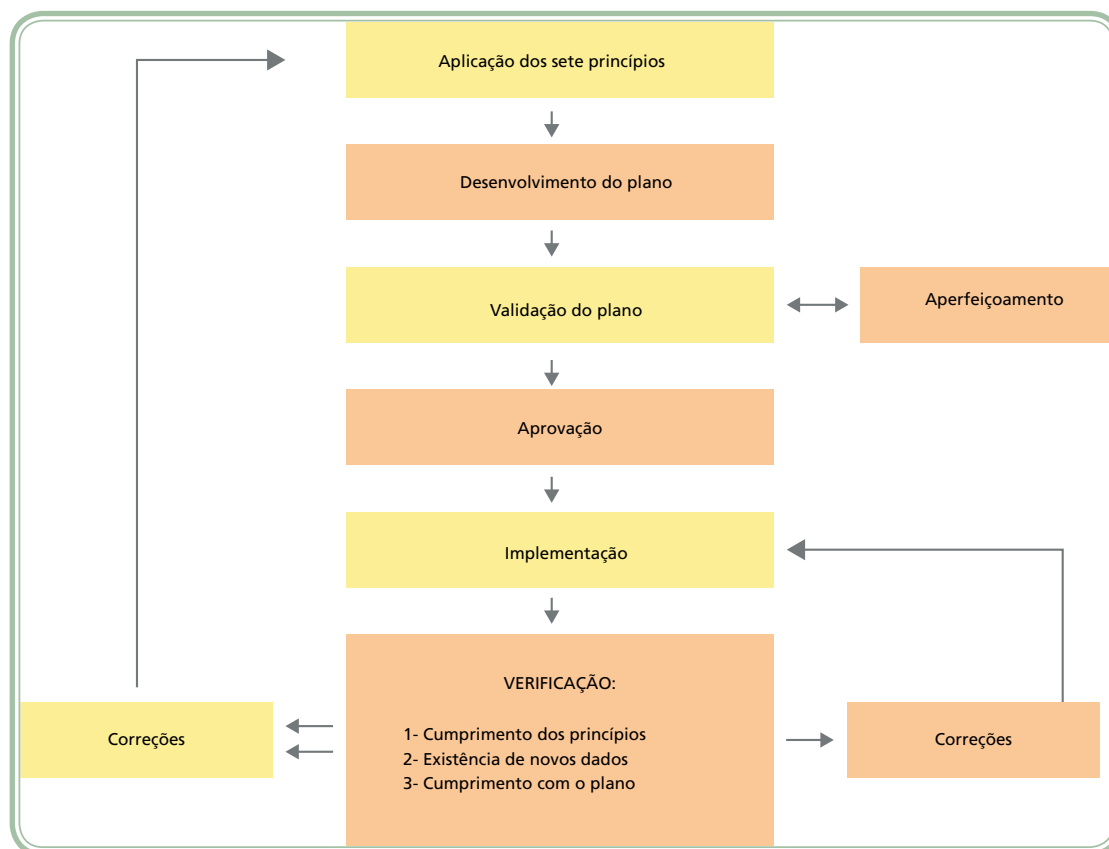 Aplicação dos sete princípios
Desenvolvimento do plano
Validação do plano
Aperfeiçoamento
Aprovação
Implementação
VERIFICAÇÃO:
1- Cumprimento dos princípios
2- Existência de novos dados
3- Cumprimento com o plano
Correções
Correções